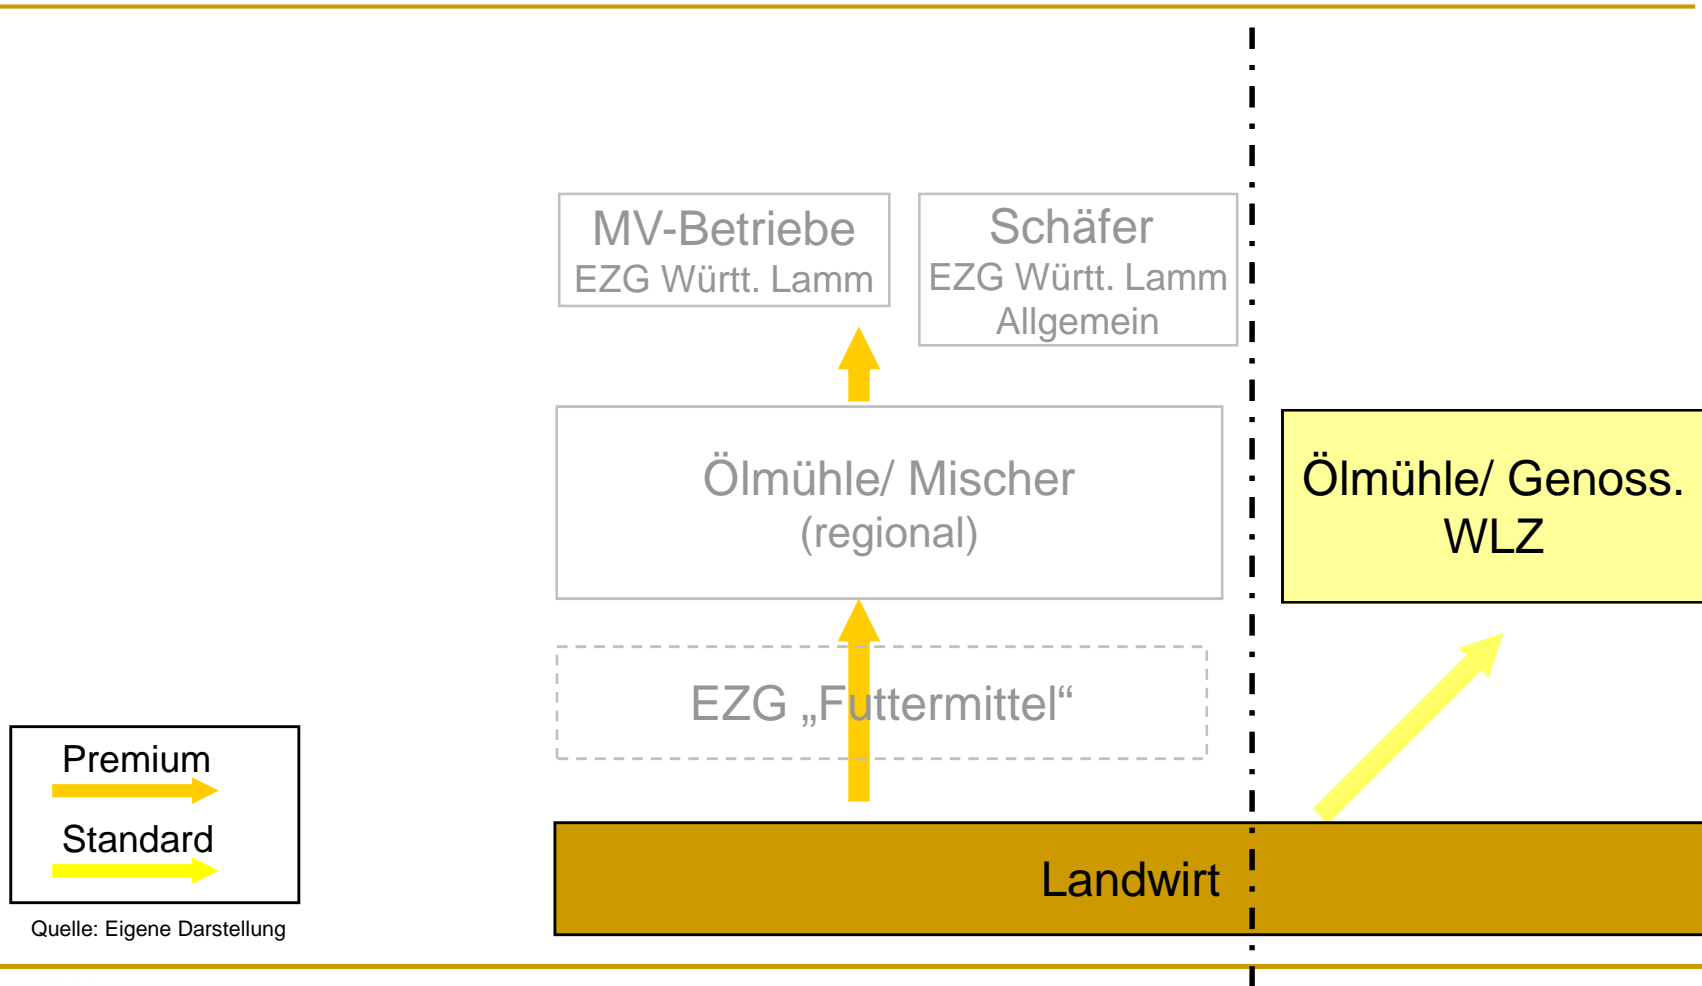 MV-Betriebe
EZG Württ. Lamm
Schäfer
EZG Württ. Lamm
Allgemein
Ölmühle/ Mischer
(regional)
Ölmühle/ Genoss.
WLZ
EZG „Futtermittel“
Premium
Standard
Landwirt
Quelle: Eigene Darstellung